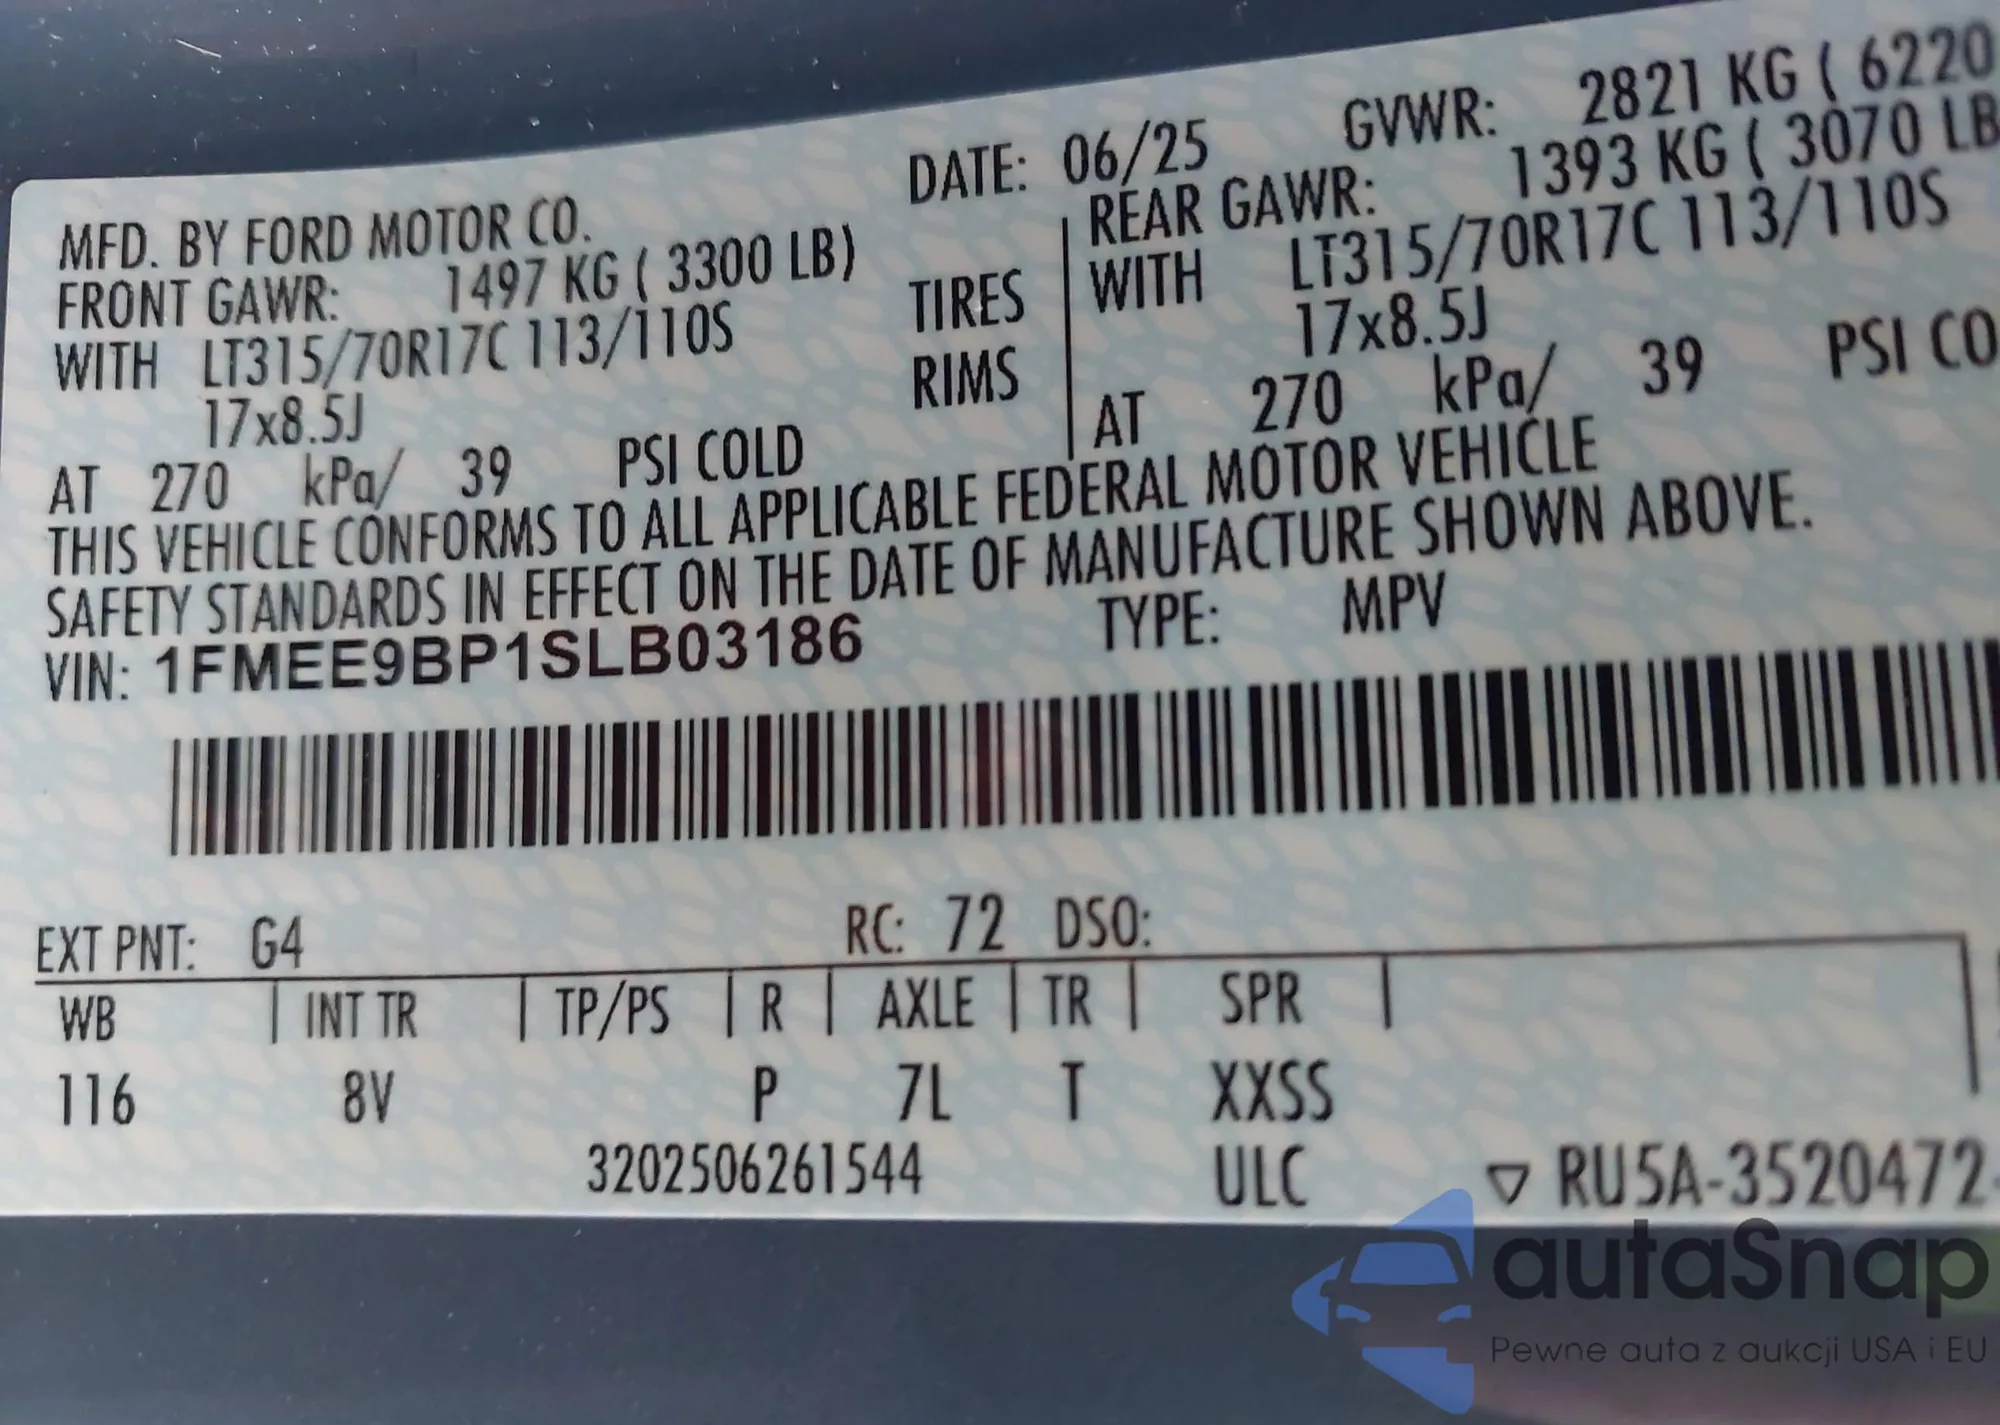 DATE: 06/25 GVWR: 2821 KG ( 6220
MFD. BY FORD MOTOR CO. REAR GAWR: 1393 KG ( 3070 LB
FRONT GAWR: 1497 KG ( 3300 LB) TIRES WITH LT315/70R17C 113/110S
WITH LT315/70R17C 113/110S RIMS 17x8.5J
17x8.5J AT 270 kPa/ 39 PSI CO
AT 270 kPa/ 39 PSI COLD
THIS VEHICLE CONFORMS TO ALL APPLICABLE FEDERAL MOTOR VEHICLE
SAFETY STANDARDS IN EFFECT ON THE DATE OF MANUFACTURE SHOWN ABOVE.
VIN: 1FMEE9BP1SLB03186 TYPE: MPV
EXT PNT: G4 RC: 72 DSO:
WB | INT TR | TP/PS | R | AXLE | TR | SPR |
116 8V P 7L T XXSS
3202506261544 ULC ▽ RU5A-3520472-
autaSnap
Pewne auta z aukcji USA i EU